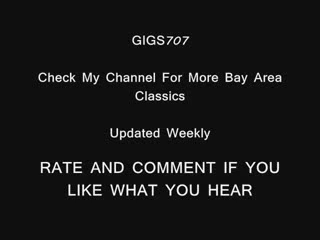 GIGS707
Check My Channel For More Bay Area
Classics
Updated Weekly
RATE AND COMMENT IF YOU
LIKE WHAT YOU HEAR